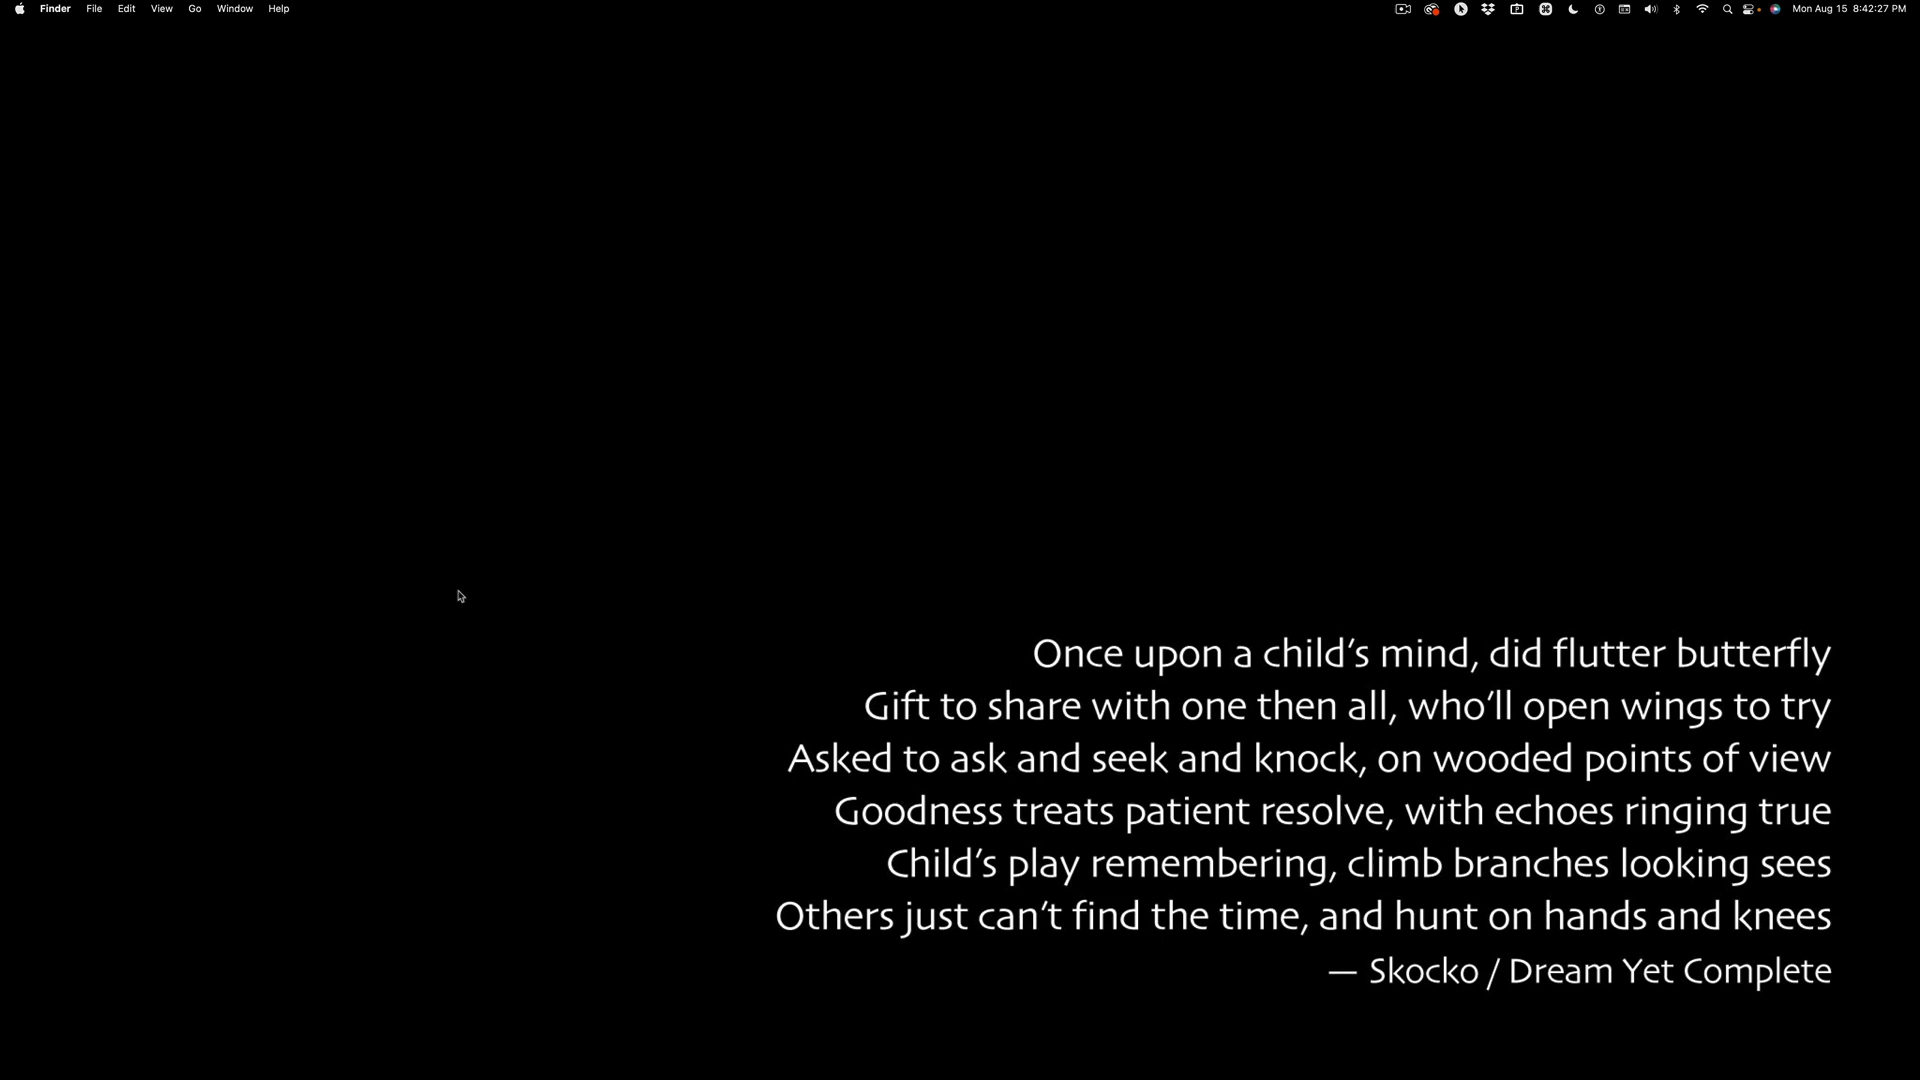 Finder File Edit View Go Window Help Mon Aug 15 8:42:27 PM
Once upon a child’s mind, did flutter butterfly
Gift to share with one then all, who’ll open wings to try
Asked to ask and seek and knock, on wooded points of view
Goodness treats patient resolve, with echoes ringing true
Child’s play remembering, climb branches looking sees
Others just can’t find the time, and hunt on hands and knees
— Skocko / Dream Yet Complete